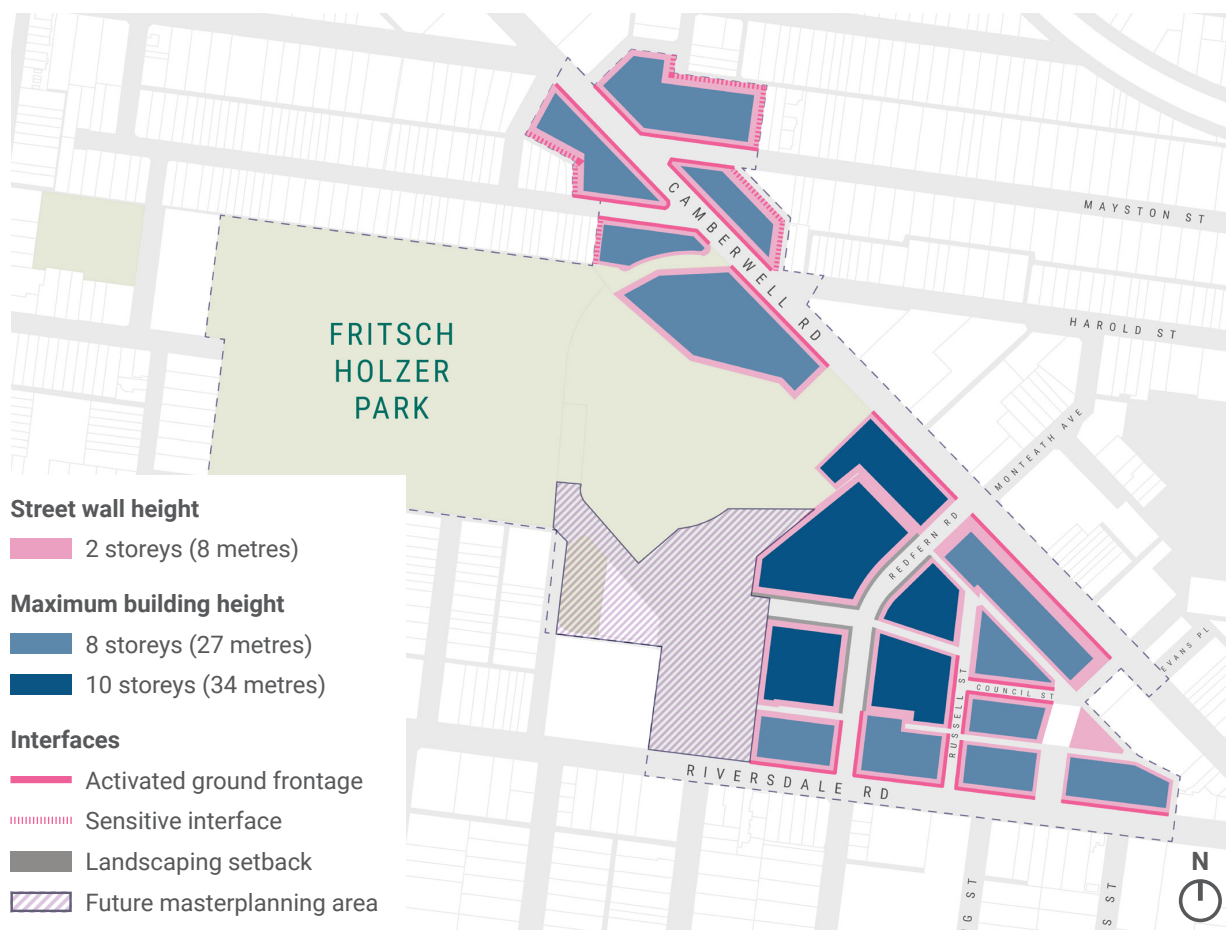 MAYSTON ST
CAMBERWELL RD
HAROLD ST
FRITSCH
HOLZER
PARK
MONTEATH AVE
REDFERN RD
EVANS PL
COUNCIL ST
RUSSELL ST
RIVERSDALE RD
Street wall height
2 storeys (8 metres)
Maximum building height
8 storeys (27 metres)
10 storeys (34 metres)
Interfaces
Activated ground frontage
Sensitive interface
Landscaping setback
Future masterplanning area
N
G ST
S ST